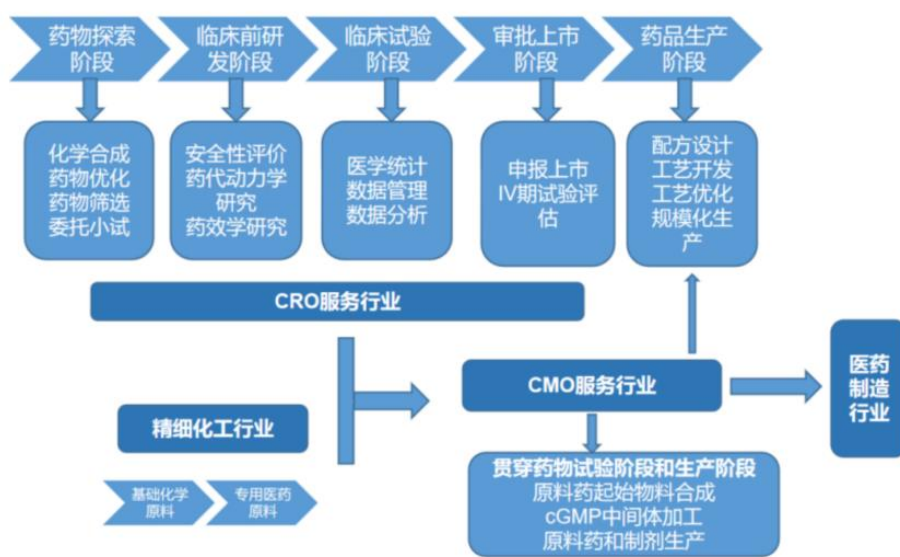 药物探索
阶段
临床前研
发阶段
临床试验
阶段
审批上市
阶段
药品生产
阶段
化学合成
药物优化
药物筛选
委托小试
安全性评价
药代动力学
研究
药效学研究
医学统计
数据管理
数据分析
申报上市
IV期试验评
估
配方设计
工艺开发
工艺优化
规模化生
产
CRO服务行业
CMO服务行业
医药
制造
行业
精细化工行业
基础化学
原料
专用医药
原料
贯穿药物试验阶段和生产阶段
原料药起始物料合成
cGMP中间体加工
原料药和制剂生产